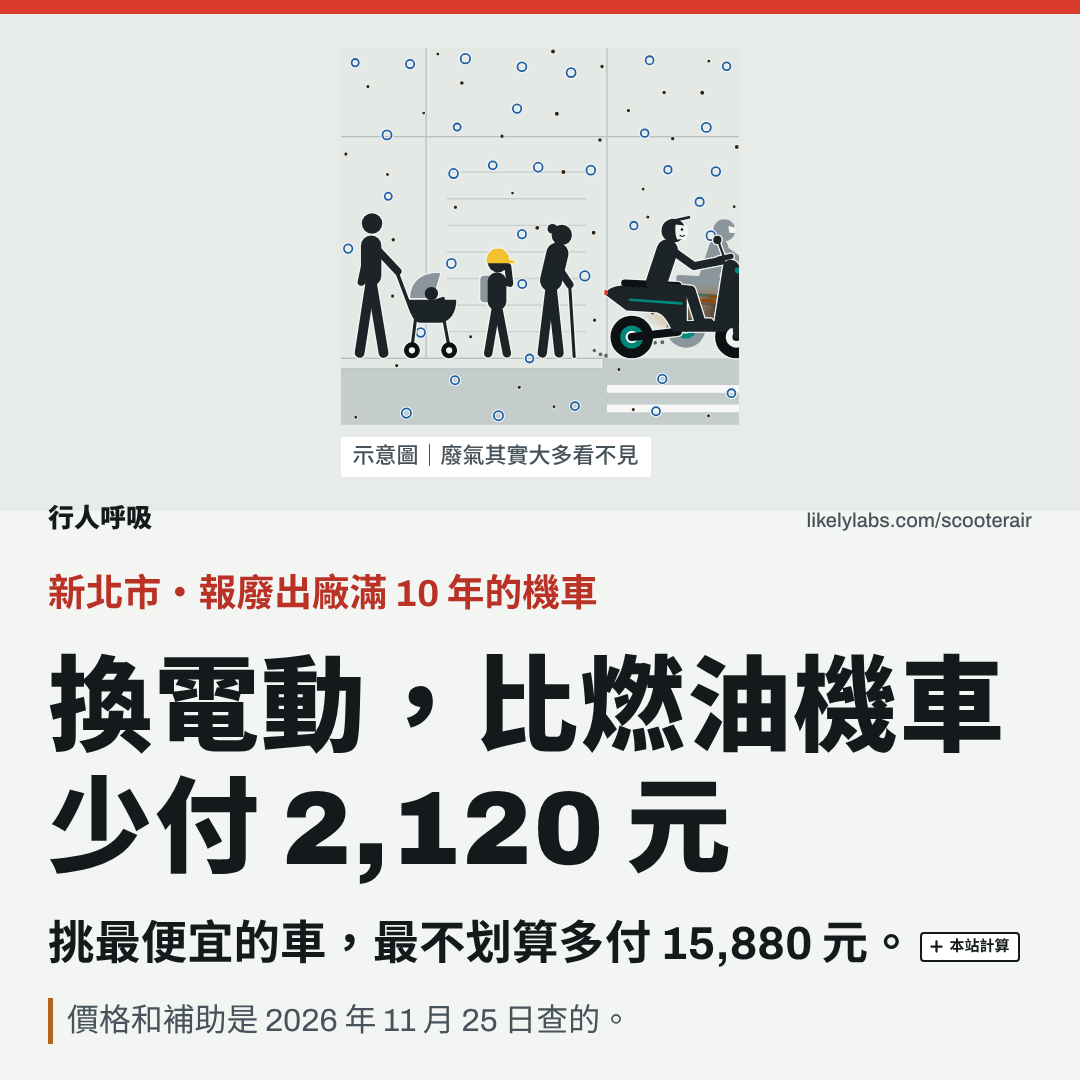 示意圖｜廢氣其實大多看不見
行人呼吸
likelylabs.com/scooterair
新北市・報廢出廠滿 10 年的機車
換電動，比燃油機車
少付 2,120 元
挑最便宜的車，最不划算多付 15,880 元。
+ 本站計算
價格和補助是 2026 年 11 月 25 日查的。